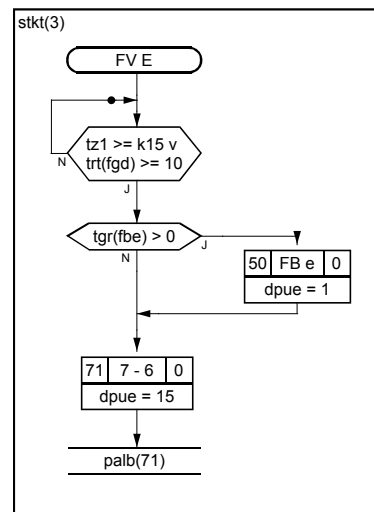 stkt(3)
FV E
tz1 >= k15 v
trt(fgd) >= 10
N
J
tgr(fbe) > 0
J
N
50 FB e 0
dpue = 1
71 7 - 6 0
dpue = 15
palb(71)